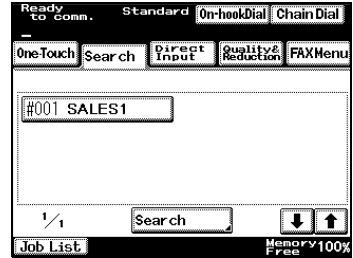 Ready to comm. Standard On-hookDial Chain Dial
One-Touch Search Direct Input Quality& Reduction FAXMenu
#001 SALES1
1/1 Search ↓ ↑
Job List Memory Free 100%